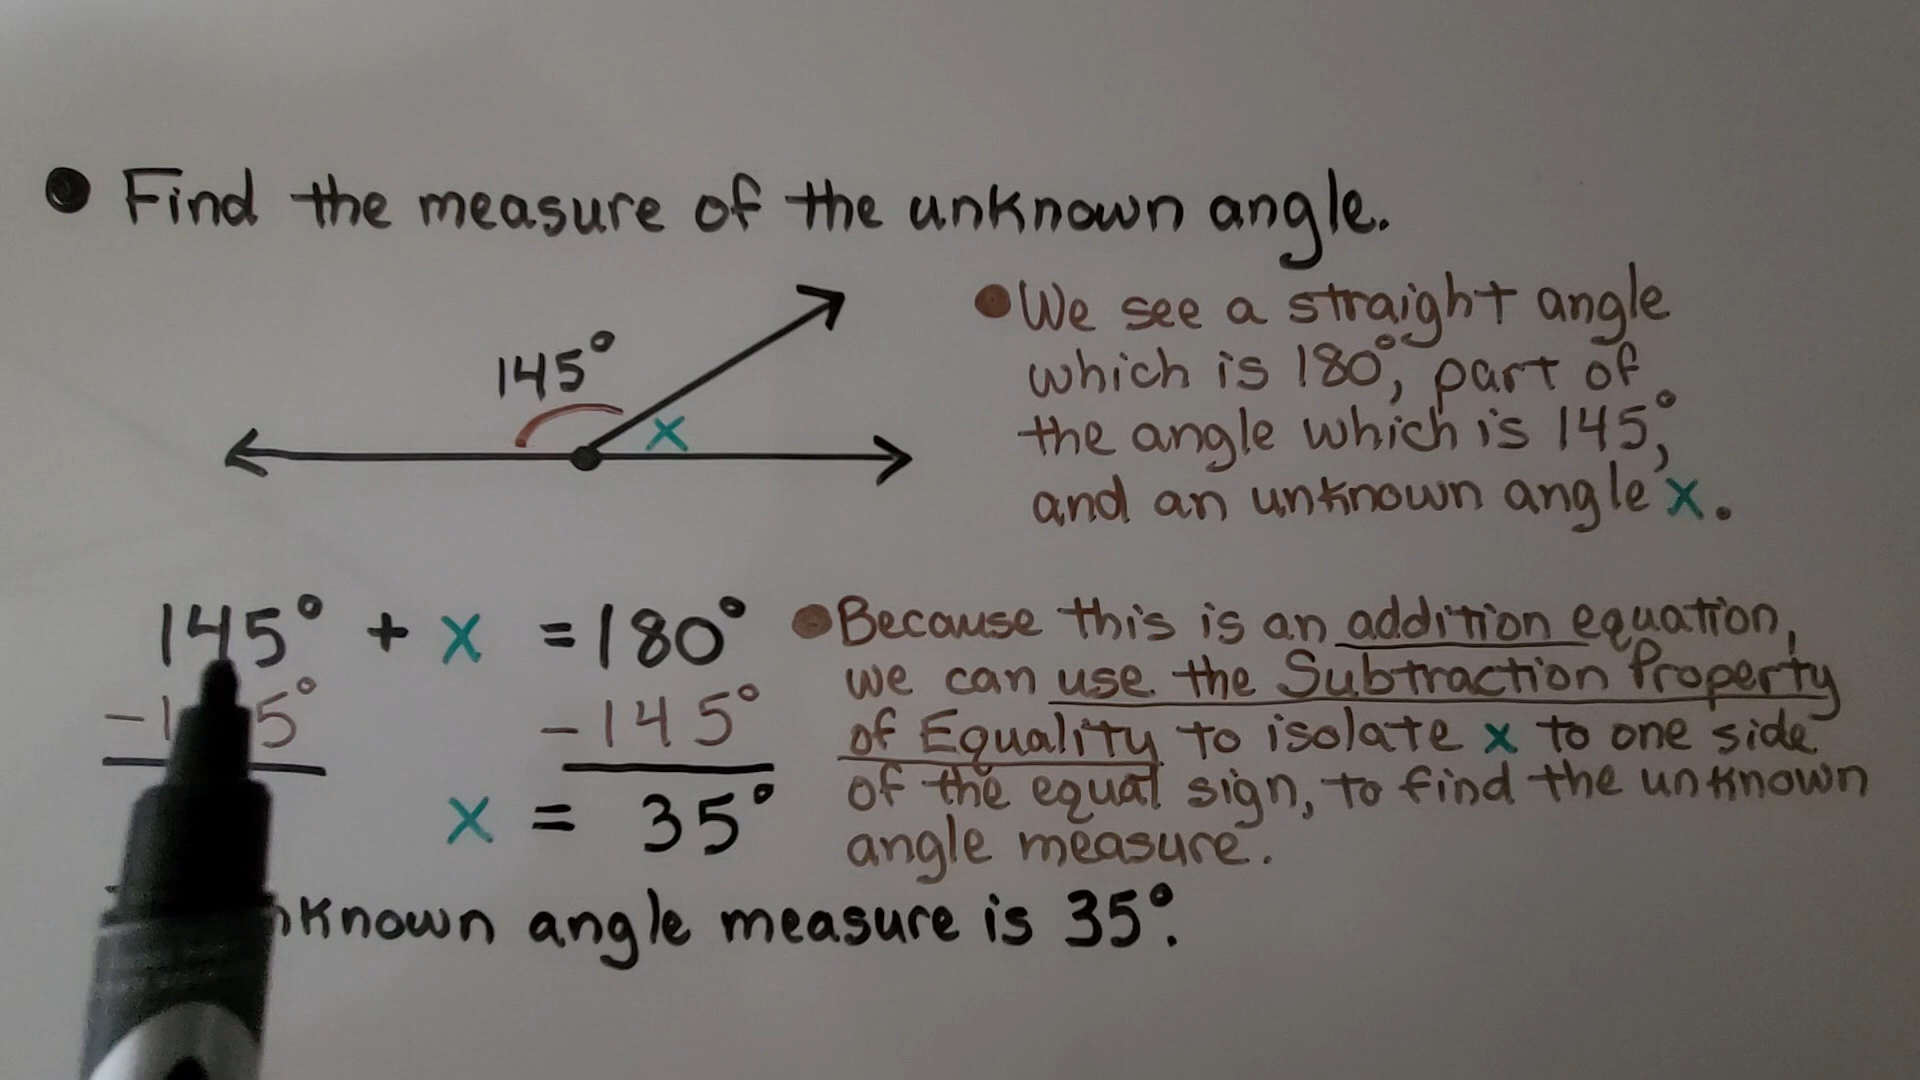 Find the measure of the unknown angle.
145°
x
We see a straight angle
which is 180°, part of
the angle which is 145°,
and an unknown angle x.
145° + x = 180°
-145°
x = 35°
Because this is an addition equation,
we can use the Subtraction Property
of Equality to isolate x to one side
of the equal sign, to find the unknown
angle measure.
angle measure is 35°.